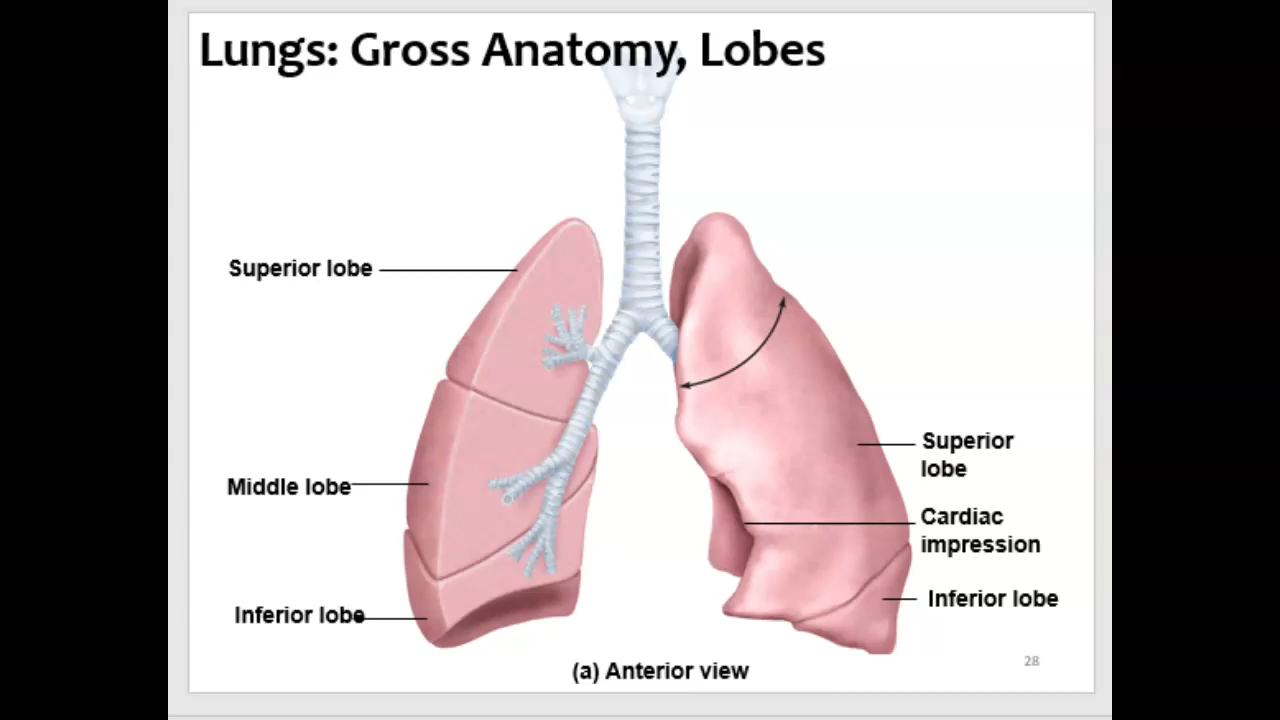 Lungs: Gross Anatomy, Lobes
Superior lobe
Middle lobe
Inferior lobe
Superior
lobe
Cardiac
impression
Inferior lobe
(a) Anterior view
28